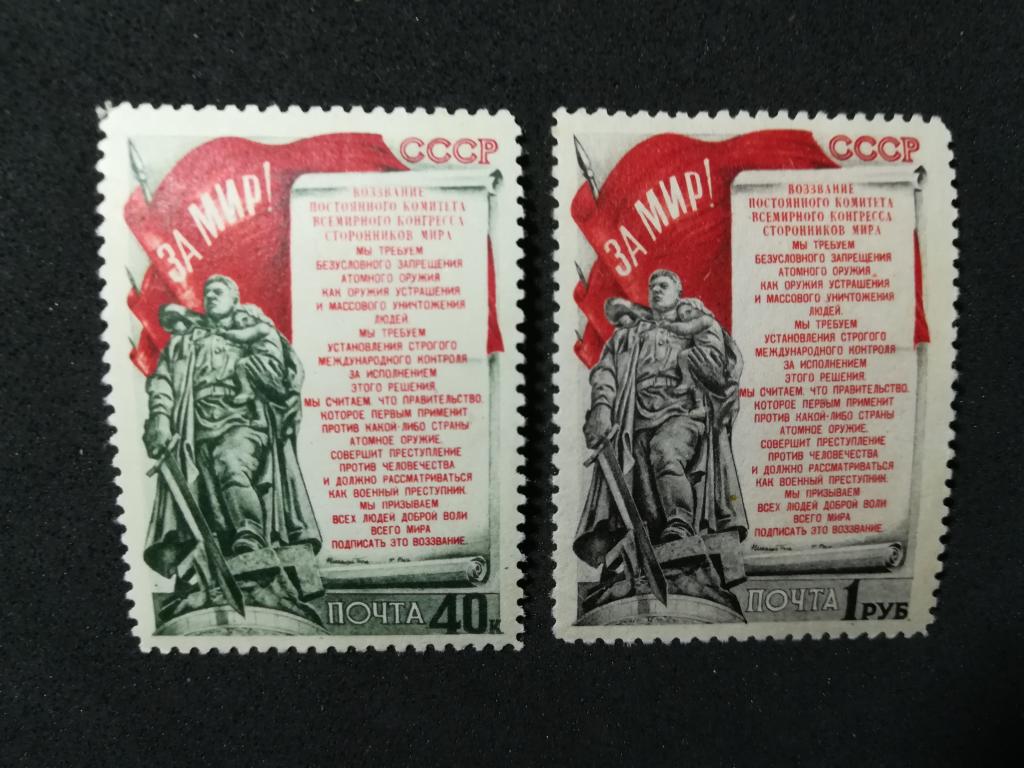 СССР
ЗА МИР!
ВОЗЗВАНИЕ
ПОСТОЯННОГО КОМИТЕТА
ВСЕМИРНОГО КОНГРЕССА
СТОРОННИКОВ МИРА
МЫ ТРЕБУЕМ
БЕЗУСЛОВНОГО ЗАПРЕЩЕНИЯ
АТОМНОГО ОРУЖИЯ
КАК ОРУЖИЯ УСТРАШЕНИЯ
И МАССОВОГО УНИЧТОЖЕНИЯ
ЛЮДЕЙ.
МЫ ТРЕБУЕМ
УСТАНОВЛЕНИЯ СТРОГОГО
МЕЖДУНАРОДНОГО КОНТРОЛЯ
ЗА ИСПОЛНЕНИЕМ
ЭТОГО РЕШЕНИЯ.
МЫ СЧИТАЕМ, ЧТО ПРАВИТЕЛЬСТВО,
КОТОРОЕ ПЕРВЫМ ПРИМЕНИТ
ПРОТИВ КАКОЙ-ЛИБО СТРАНЫ
АТОМНОЕ ОРУЖИЕ,
СОВЕРШИТ ПРЕСТУПЛЕНИЕ
ПРОТИВ ЧЕЛОВЕЧЕСТВА
И ДОЛЖНО РАССМАТРИВАТЬСЯ
КАК ВОЕННЫЙ ПРЕСТУПНИК.
МЫ ПРИЗЫВАЕМ
ВСЕХ ЛЮДЕЙ ДОБРОЙ ВОЛИ
ВСЕГО МИРА
ПОДПИСАТЬ ЭТО ВОЗЗВАНИЕ.
ПОЧТА 40К
СССР
ЗА МИР!
ВОЗЗВАНИЕ
ПОСТОЯННОГО КОМИТЕТА
ВСЕМИРНОГО КОНГРЕССА
СТОРОННИКОВ МИРА
МЫ ТРЕБУЕМ
БЕЗУСЛОВНОГО ЗАПРЕЩЕНИЯ
АТОМНОГО ОРУЖИЯ
КАК ОРУЖИЯ УСТРАШЕНИЯ
И МАССОВОГО УНИЧТОЖЕНИЯ
ЛЮДЕЙ.
МЫ ТРЕБУЕМ
УСТАНОВЛЕНИЯ СТРОГОГО
МЕЖДУНАРОДНОГО КОНТРОЛЯ
ЗА ИСПОЛНЕНИЕМ
ЭТОГО РЕШЕНИЯ.
МЫ СЧИТАЕМ, ЧТО ПРАВИТЕЛЬСТВО,
КОТОРОЕ ПЕРВЫМ ПРИМЕНИТ
ПРОТИВ КАКОЙ-ЛИБО СТРАНЫ
АТОМНОЕ ОРУЖИЕ,
СОВЕРШИТ ПРЕСТУПЛЕНИЕ
ПРОТИВ ЧЕЛОВЕЧЕСТВА
И ДОЛЖНО РАССМАТРИВАТЬСЯ
КАК ВОЕННЫЙ ПРЕСТУПНИК.
МЫ ПРИЗЫВАЕМ
ВСЕХ ЛЮДЕЙ ДОБРОЙ ВОЛИ
ВСЕГО МИРА
ПОДПИСАТЬ ЭТО ВОЗЗВАНИЕ.
ПОЧТА 1 РУБ